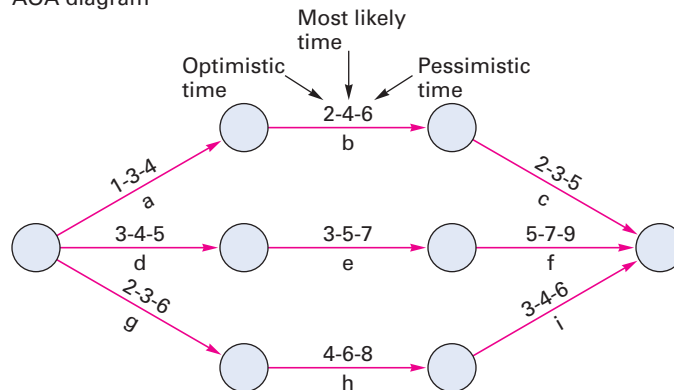 AOA diagram
Most likely
time
Optimistic
time
Pessimistic
time
2-4-6
b
1-3-4
a
2-3-5
c
3-4-5
d
3-5-7
e
5-7-9
f
2-3-6
g
4-6-8
h
3-4-6
i